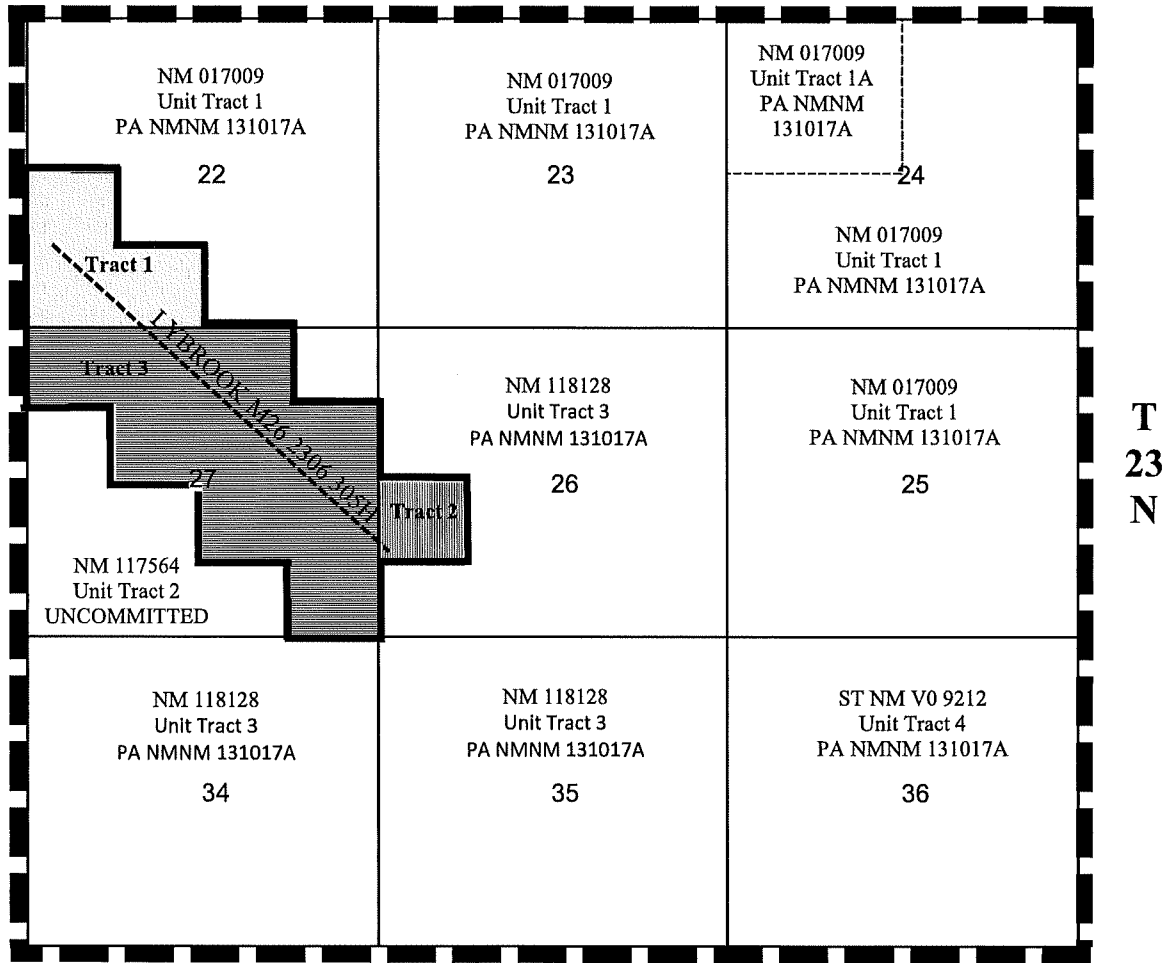 NM 017009
Unit Tract 1
PA NMNM 131017A
22
NM 017009
Unit Tract 1
PA NMNM 131017A
23
NM 017009
Unit Tract 1A
PA NMNM
131017A
24
NM 017009
Unit Tract 1
PA NMNM 131017A
Tract 1
LYBROOK M26 2306 305H
Tract 3
27
NM 117564
Unit Tract 2
UNCOMMITTED
Tract 2
NM 118128
Unit Tract 3
PA NMNM 131017A
26
NM 017009
Unit Tract 1
PA NMNM 131017A
25
T
23
N
NM 118128
Unit Tract 3
PA NMNM 131017A
34
NM 118128
Unit Tract 3
PA NMNM 131017A
35
ST NM V0 9212
Unit Tract 4
PA NMNM 131017A
36